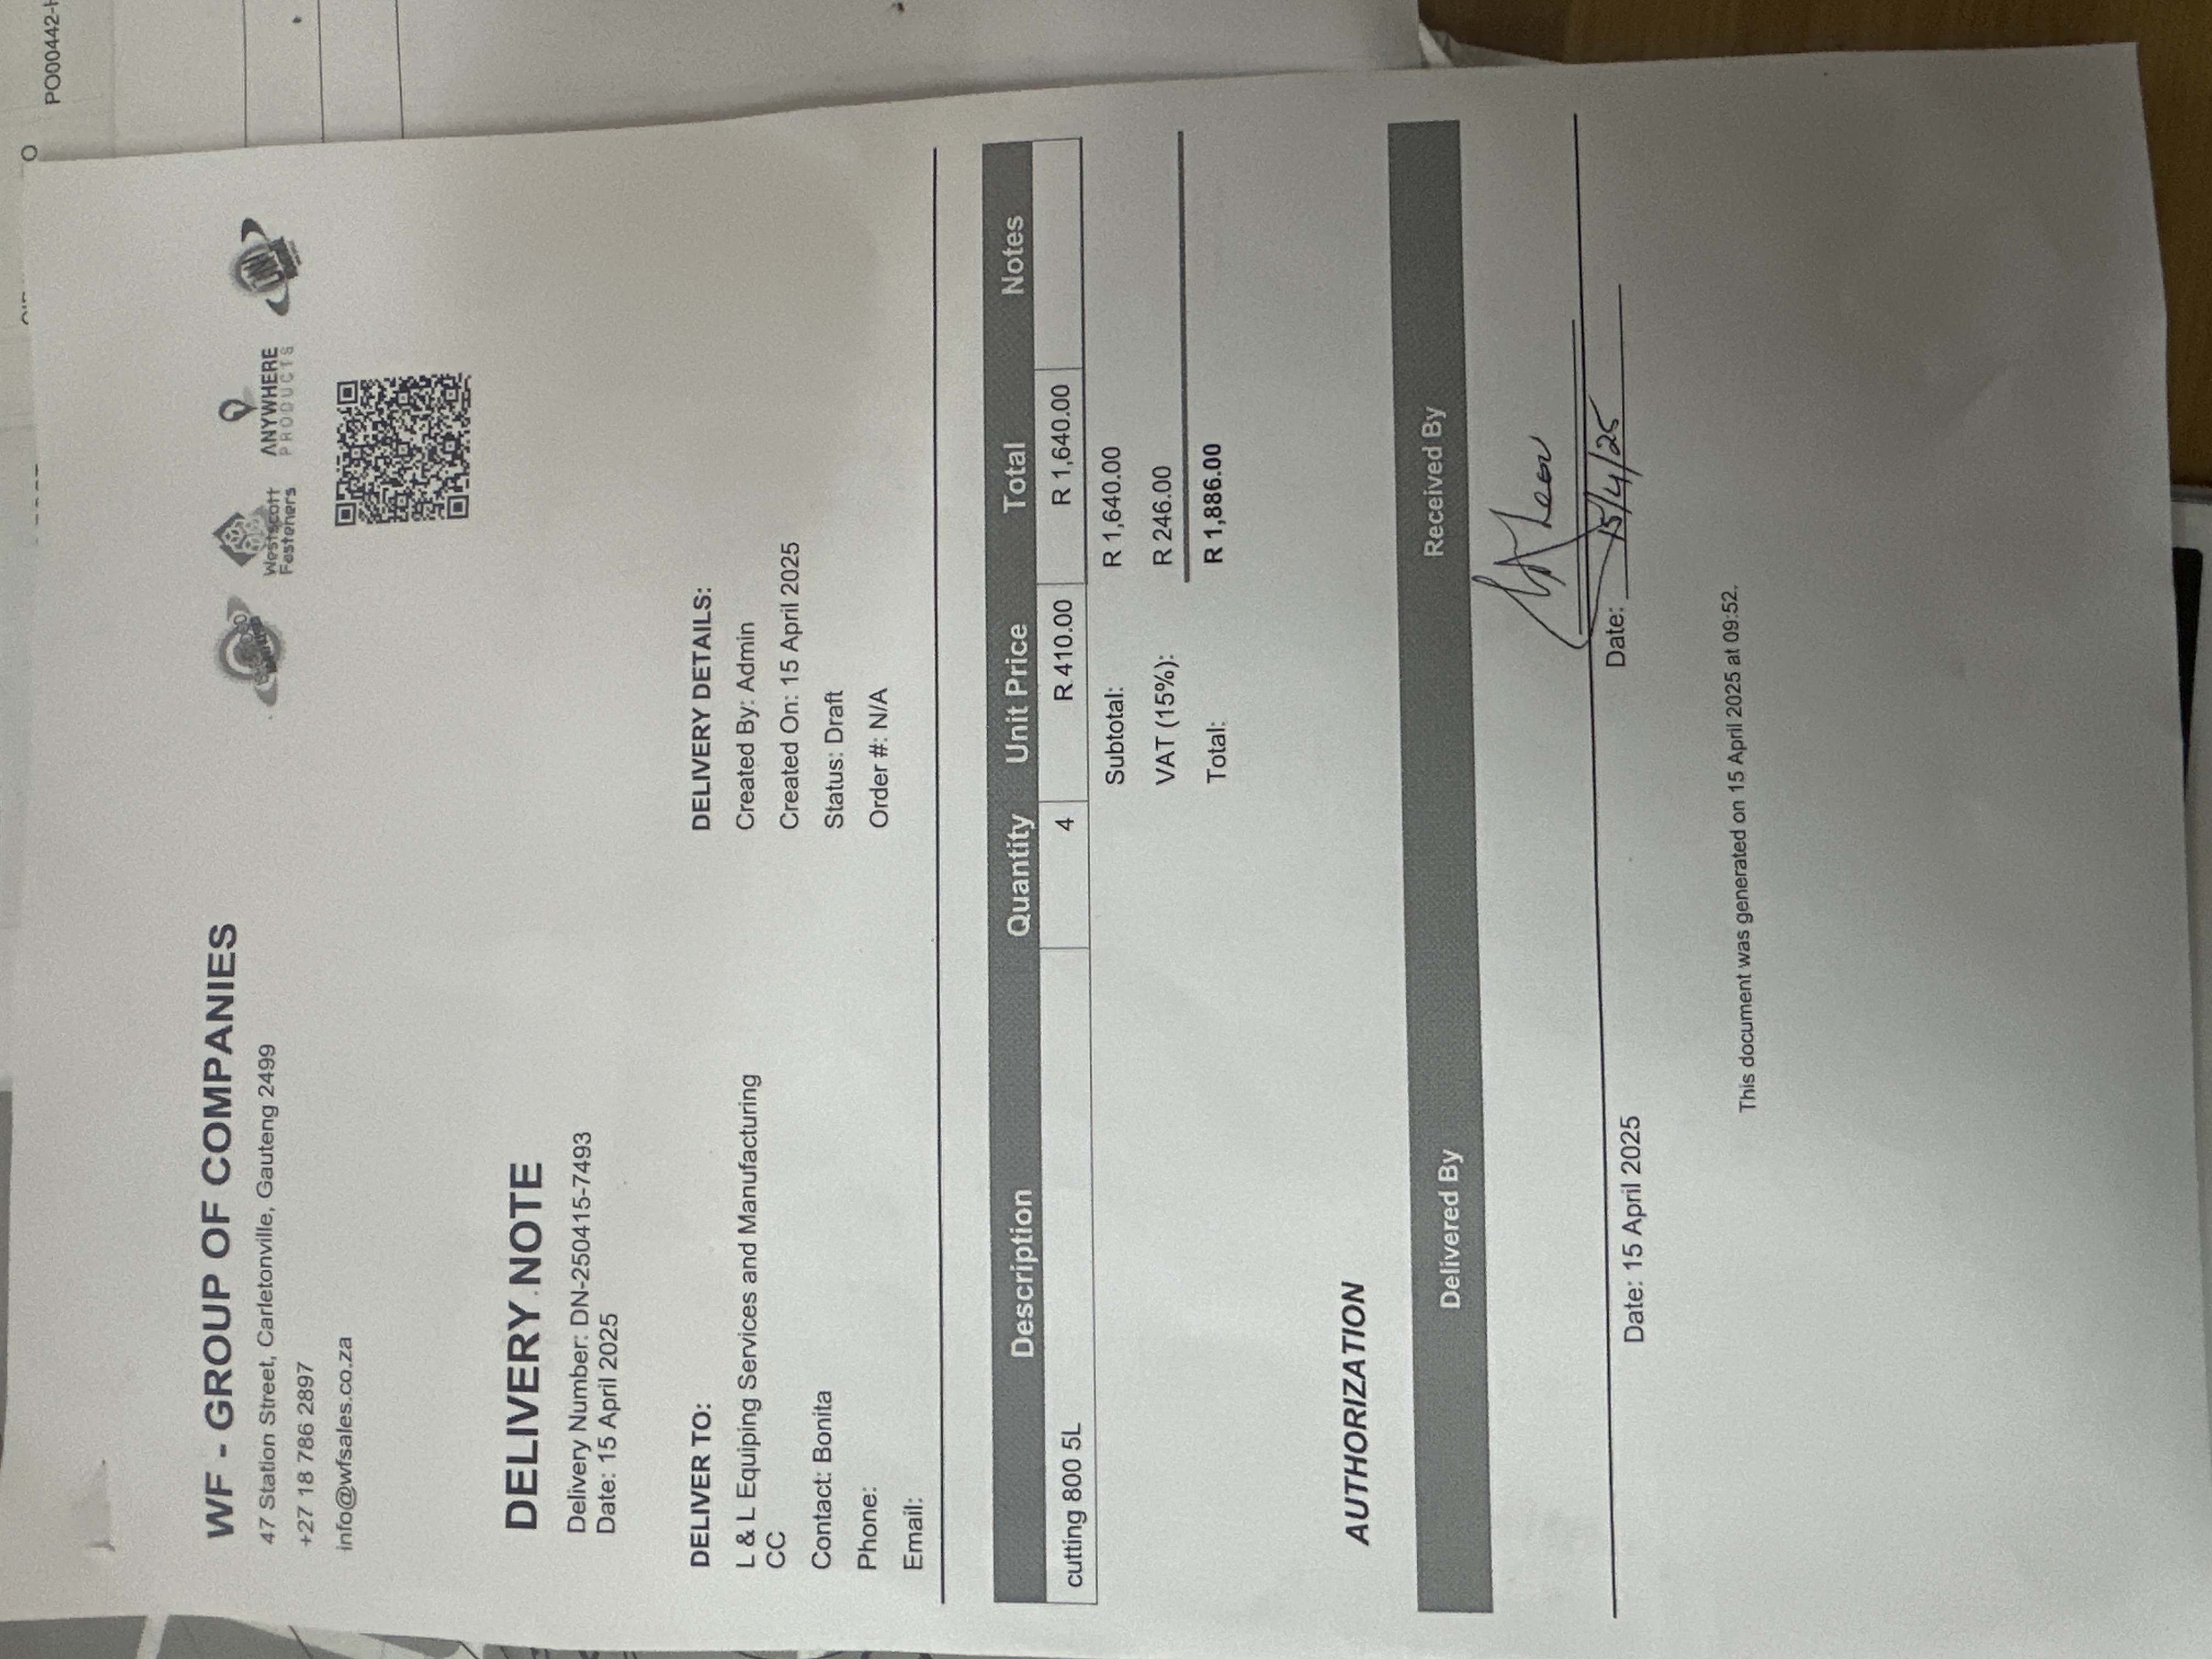 PO00442-H
WF - GROUP OF COMPANIES
47 Station Street, Carletonville, Gauteng 2499
+27 18 786 2897
info@wfsales.co.za
Westscott
Fasteners
ANYWHERE
PRODUCTS
DELIVERY NOTE
Delivery Number: DN-250415-7493
Date: 15 April 2025
DELIVER TO:
L & L Equiping Services and Manufacturing
CC
Contact: Bonita
Phone:
Email:
DELIVERY DETAILS:
Created By: Admin
Created On: 15 April 2025
Status: Draft
Order #: N/A
Description Quantity Unit Price Total Notes
cutting 800 5L 4 R 410.00 R 1,640.00
Subtotal: R 1,640.00
VAT (15%): R 246.00
Total: R 1,886.00
AUTHORIZATION
Delivered By Received By
Date: 15 April 2025 Date: 15/4/25
This document was generated on 15 April 2025 at 09:52.